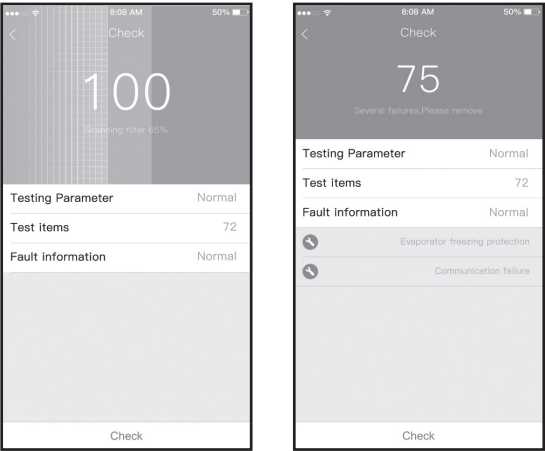 8:08 AM 50%
Check
100
Scanning filter 65%
Testing Parameter Normal
Test items 72
Fault information Normal
Check
8:08 AM 50%
Check
75
Several failures,Please remove
Testing Parameter Normal
Test items 72
Fault information Normal
Evaporator freezing protection
Communication failure
Check